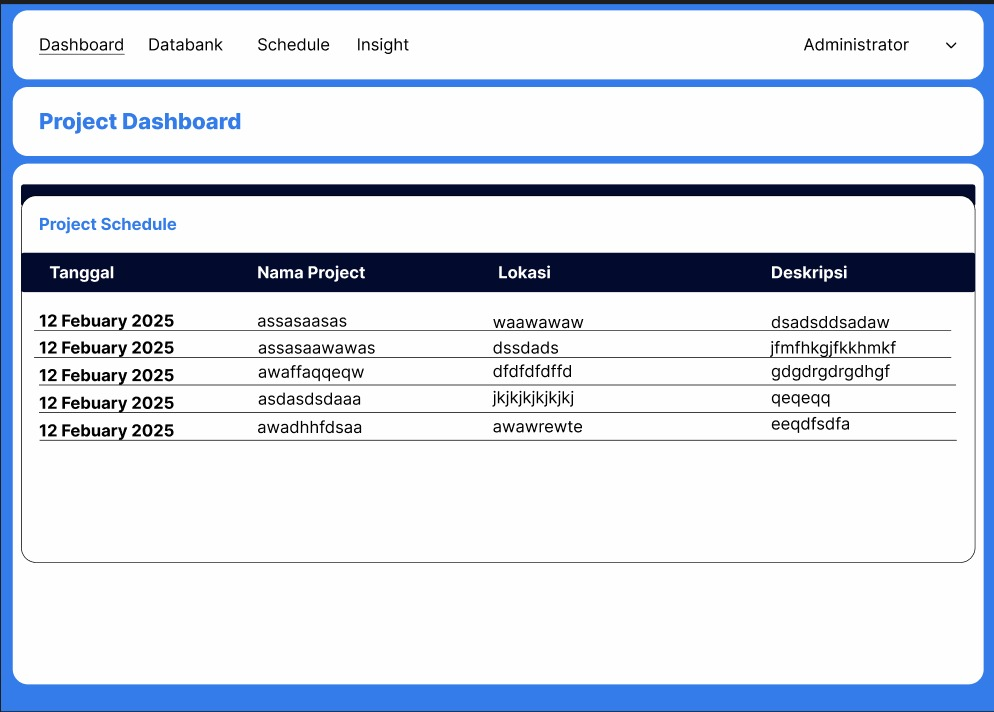 Dashboard Databank Schedule Insight Administrator
Project Dashboard
Project Schedule
Tanggal Nama Project Lokasi Deskripsi
12 Febuary 2025 assasaasas waawawaw dsadsddsadaw
12 Febuary 2025 assasaawawas dssdads jfmfhkgjfkkhmkf
12 Febuary 2025 awaffaqqeqw dfdfdfdffd gdgdrgdrgdhgf
12 Febuary 2025 asdasdsdaaa jkjkjkjkjkjkj qeqeqq
12 Febuary 2025 awadhhfdsaa awawrewte eeqdfsdfa